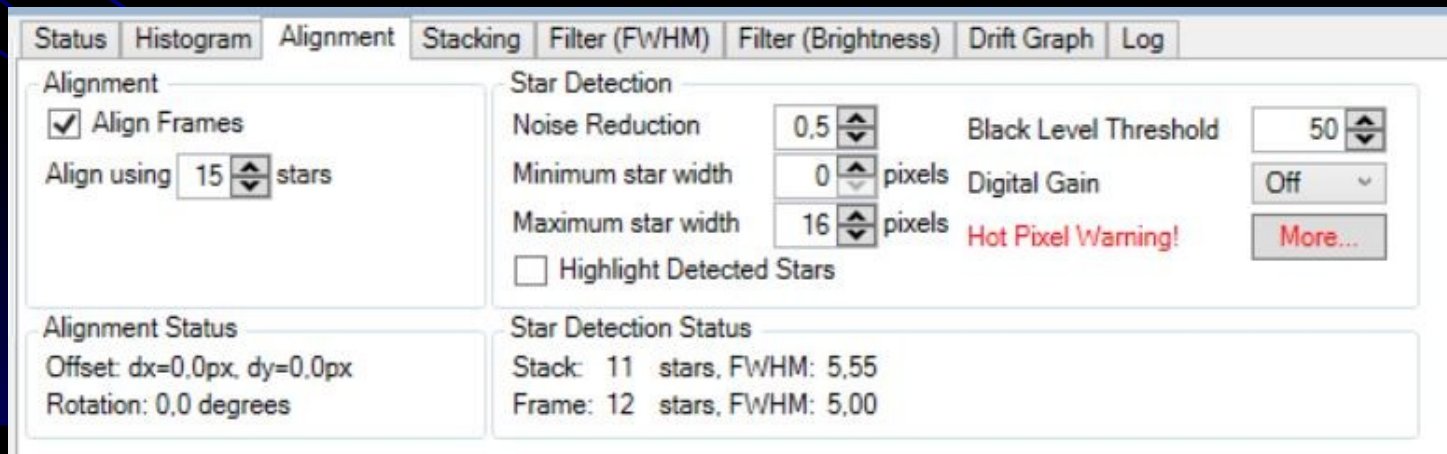 Status Histogram Alignment Stacking Filter (FWHM) Filter (Brightness) Drift Graph Log
Alignment
Align Frames
Align using 15 stars
Star Detection
Noise Reduction 0,5
Minimum star width 0 pixels
Maximum star width 16 pixels
Highlight Detected Stars
Black Level Threshold 50
Digital Gain Off
Hot Pixel Warning! More...
Alignment Status
Offset: dx=0,0px, dy=0,0px
Rotation: 0,0 degrees
Star Detection Status
Stack: 11 stars, FWHM: 5,55
Frame: 12 stars, FWHM: 5,00